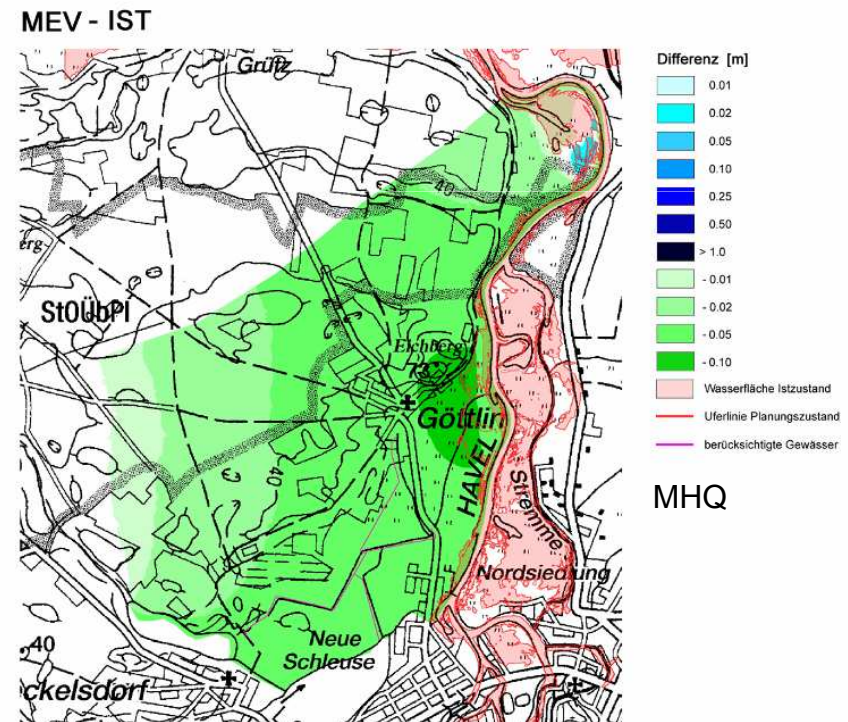 MEV - IST
Grütz
40
erg
StOÜbPl
Eichberg
73
Göttlin
HAVEL
Stremme
40
Nordsiedlung
Neue
Schleuse
40
ckelsdorf
Differenz [m]
0.01
0.02
0.05
0.10
0.25
0.50
> 1.0
- 0.01
- 0.02
- 0.05
- 0.10
Wasserfläche Istzustand
Uferlinie Planungszustand
berücksichtigte Gewässer
MHQ